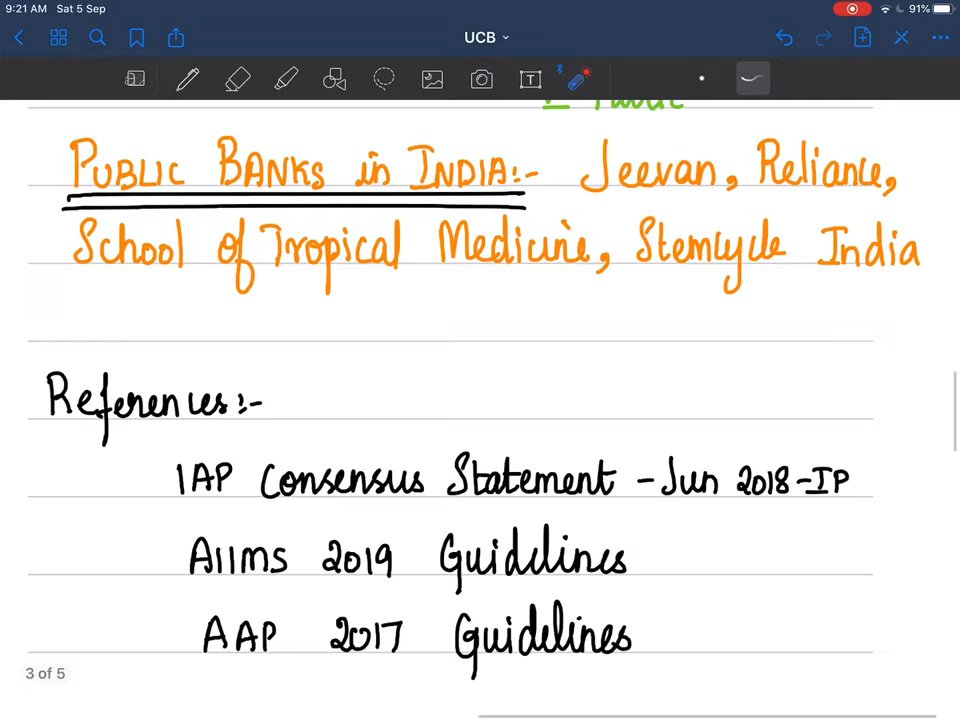 9:21 AM Sat 5 Sep 91%
UCB
T
PUBLIC BANKS in INDIA:- Jeevan, Reliance,
School of Tropical Medicine, Stemcycle India
References:-
IAP Consensus Statement - Jun 2018 - IP
AIIMS 2019 Guidelines
AAP 2017 Guidelines
3 of 5